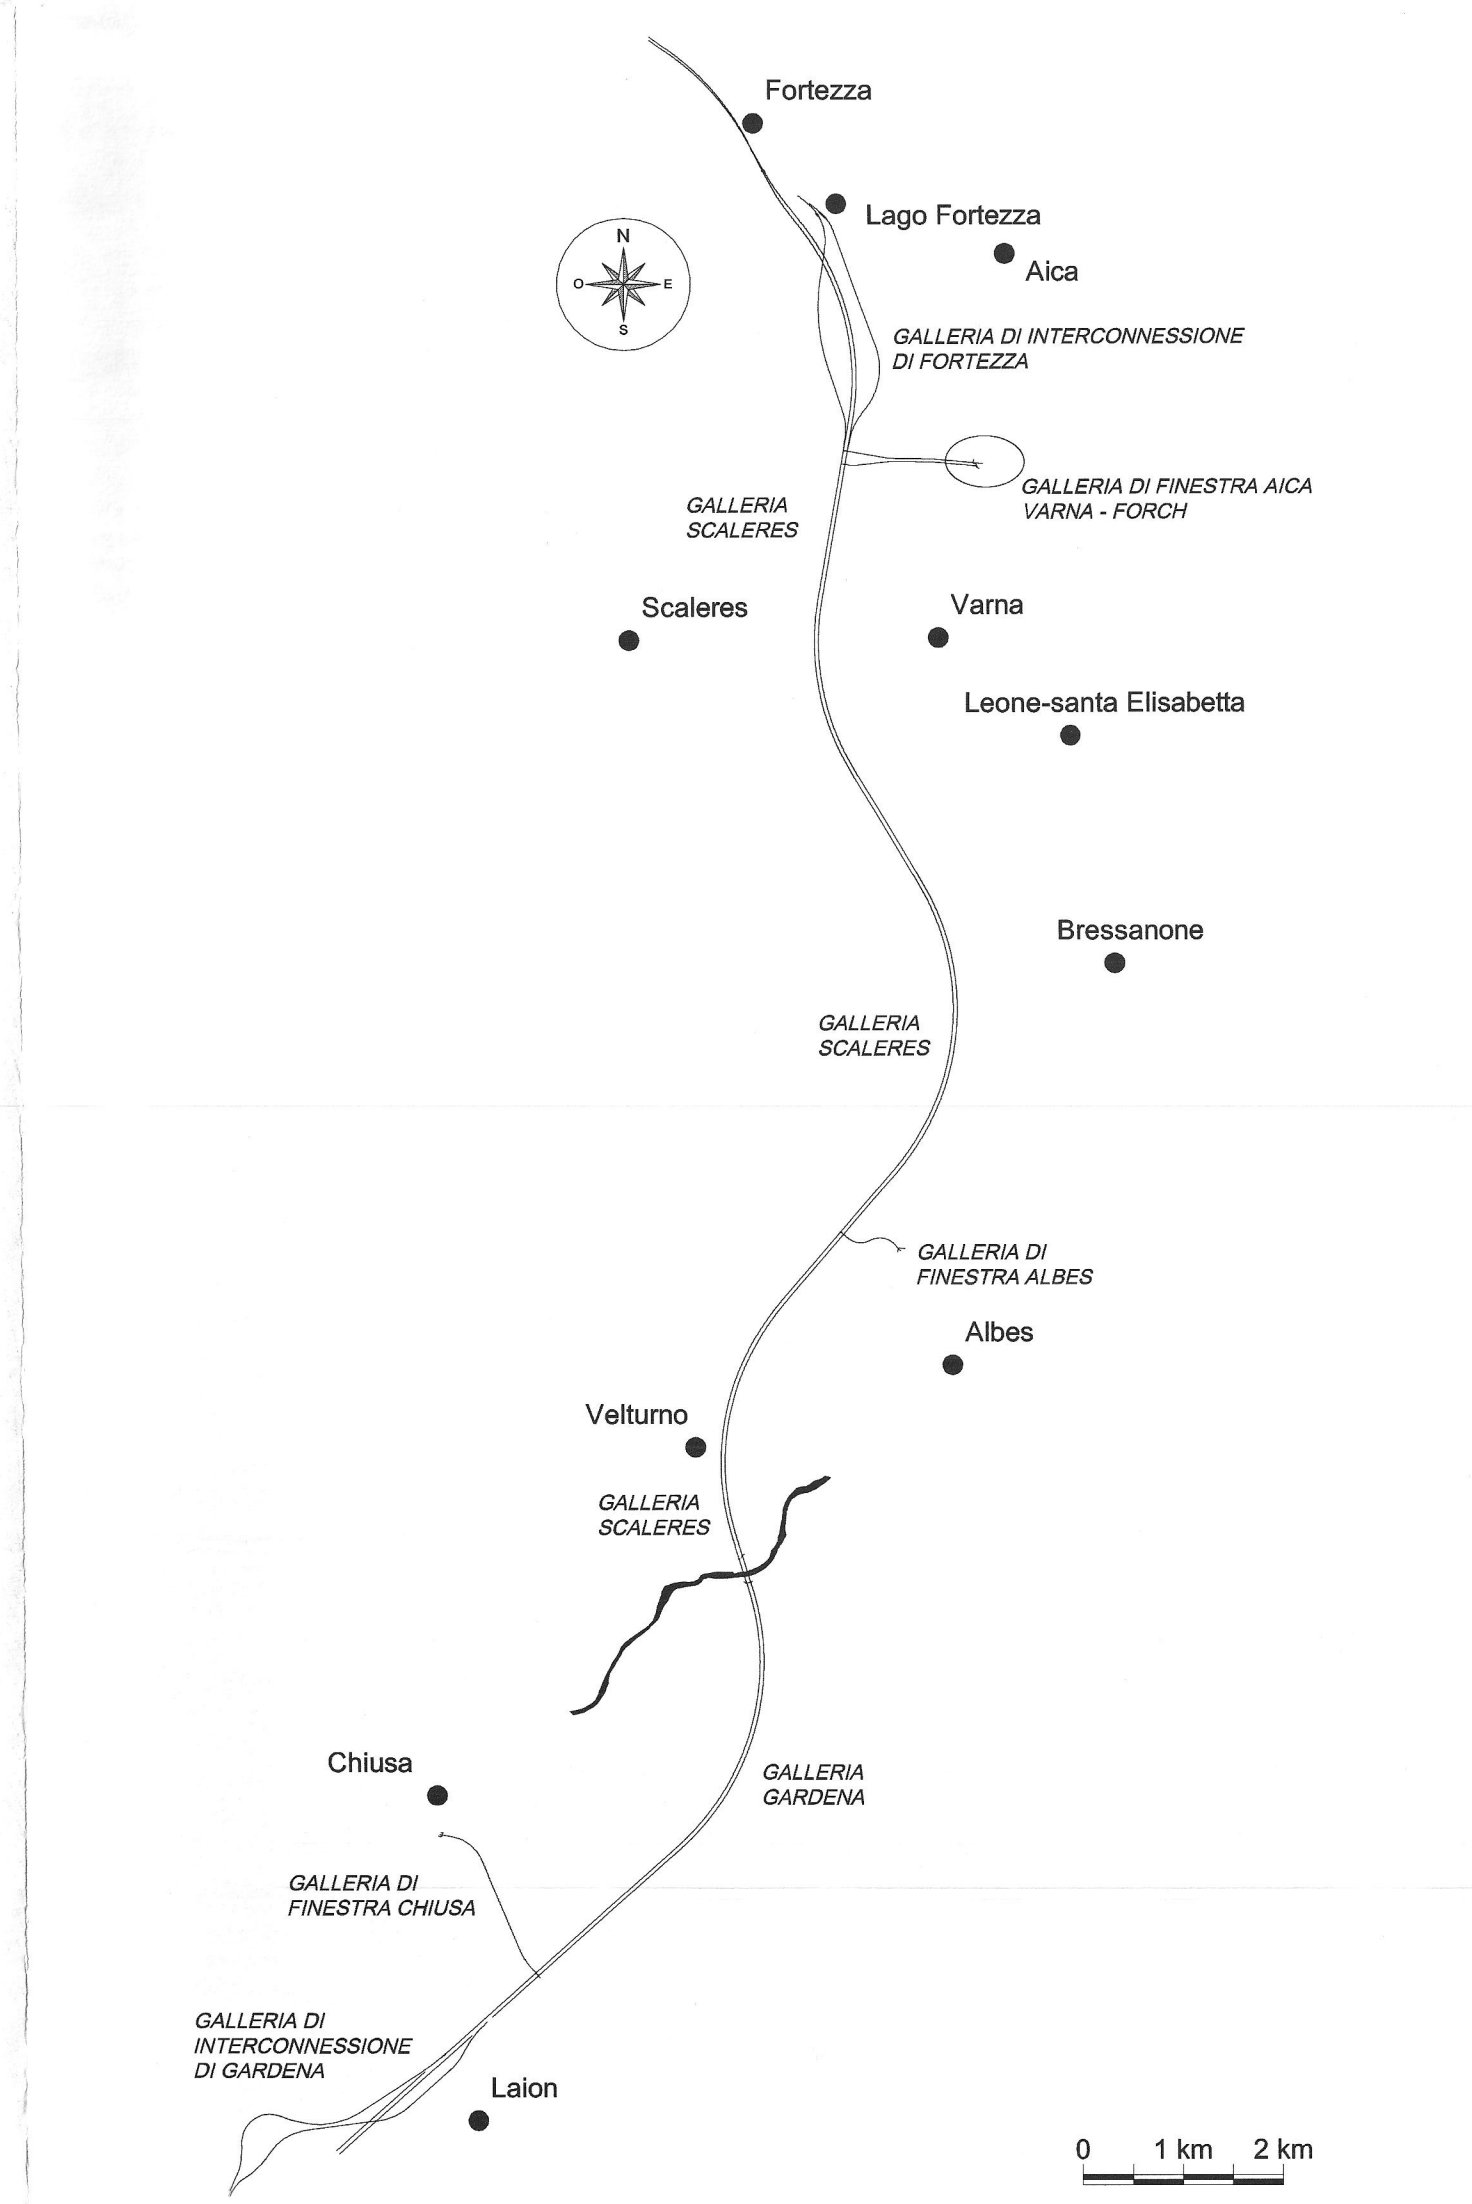 Fortezza
Lago Fortezza
N
O
E
S
Aica
GALLERIA DI INTERCONNESSIONE
DI FORTEZZA
GALLERIA DI FINESTRA AICA
VARNA - FORCH
GALLERIA
SCALERES
Scaleres
Varna
Leone-santa Elisabetta
Bressanone
GALLERIA
SCALERES
GALLERIA DI
FINESTRA ALBES
Albes
Velturno
GALLERIA
SCALERES
Chiusa
GALLERIA
GARDENA
GALLERIA DI
FINESTRA CHIUSA
GALLERIA DI
INTERCONNESSIONE
DI GARDENA
Laion
0 1 km 2 km